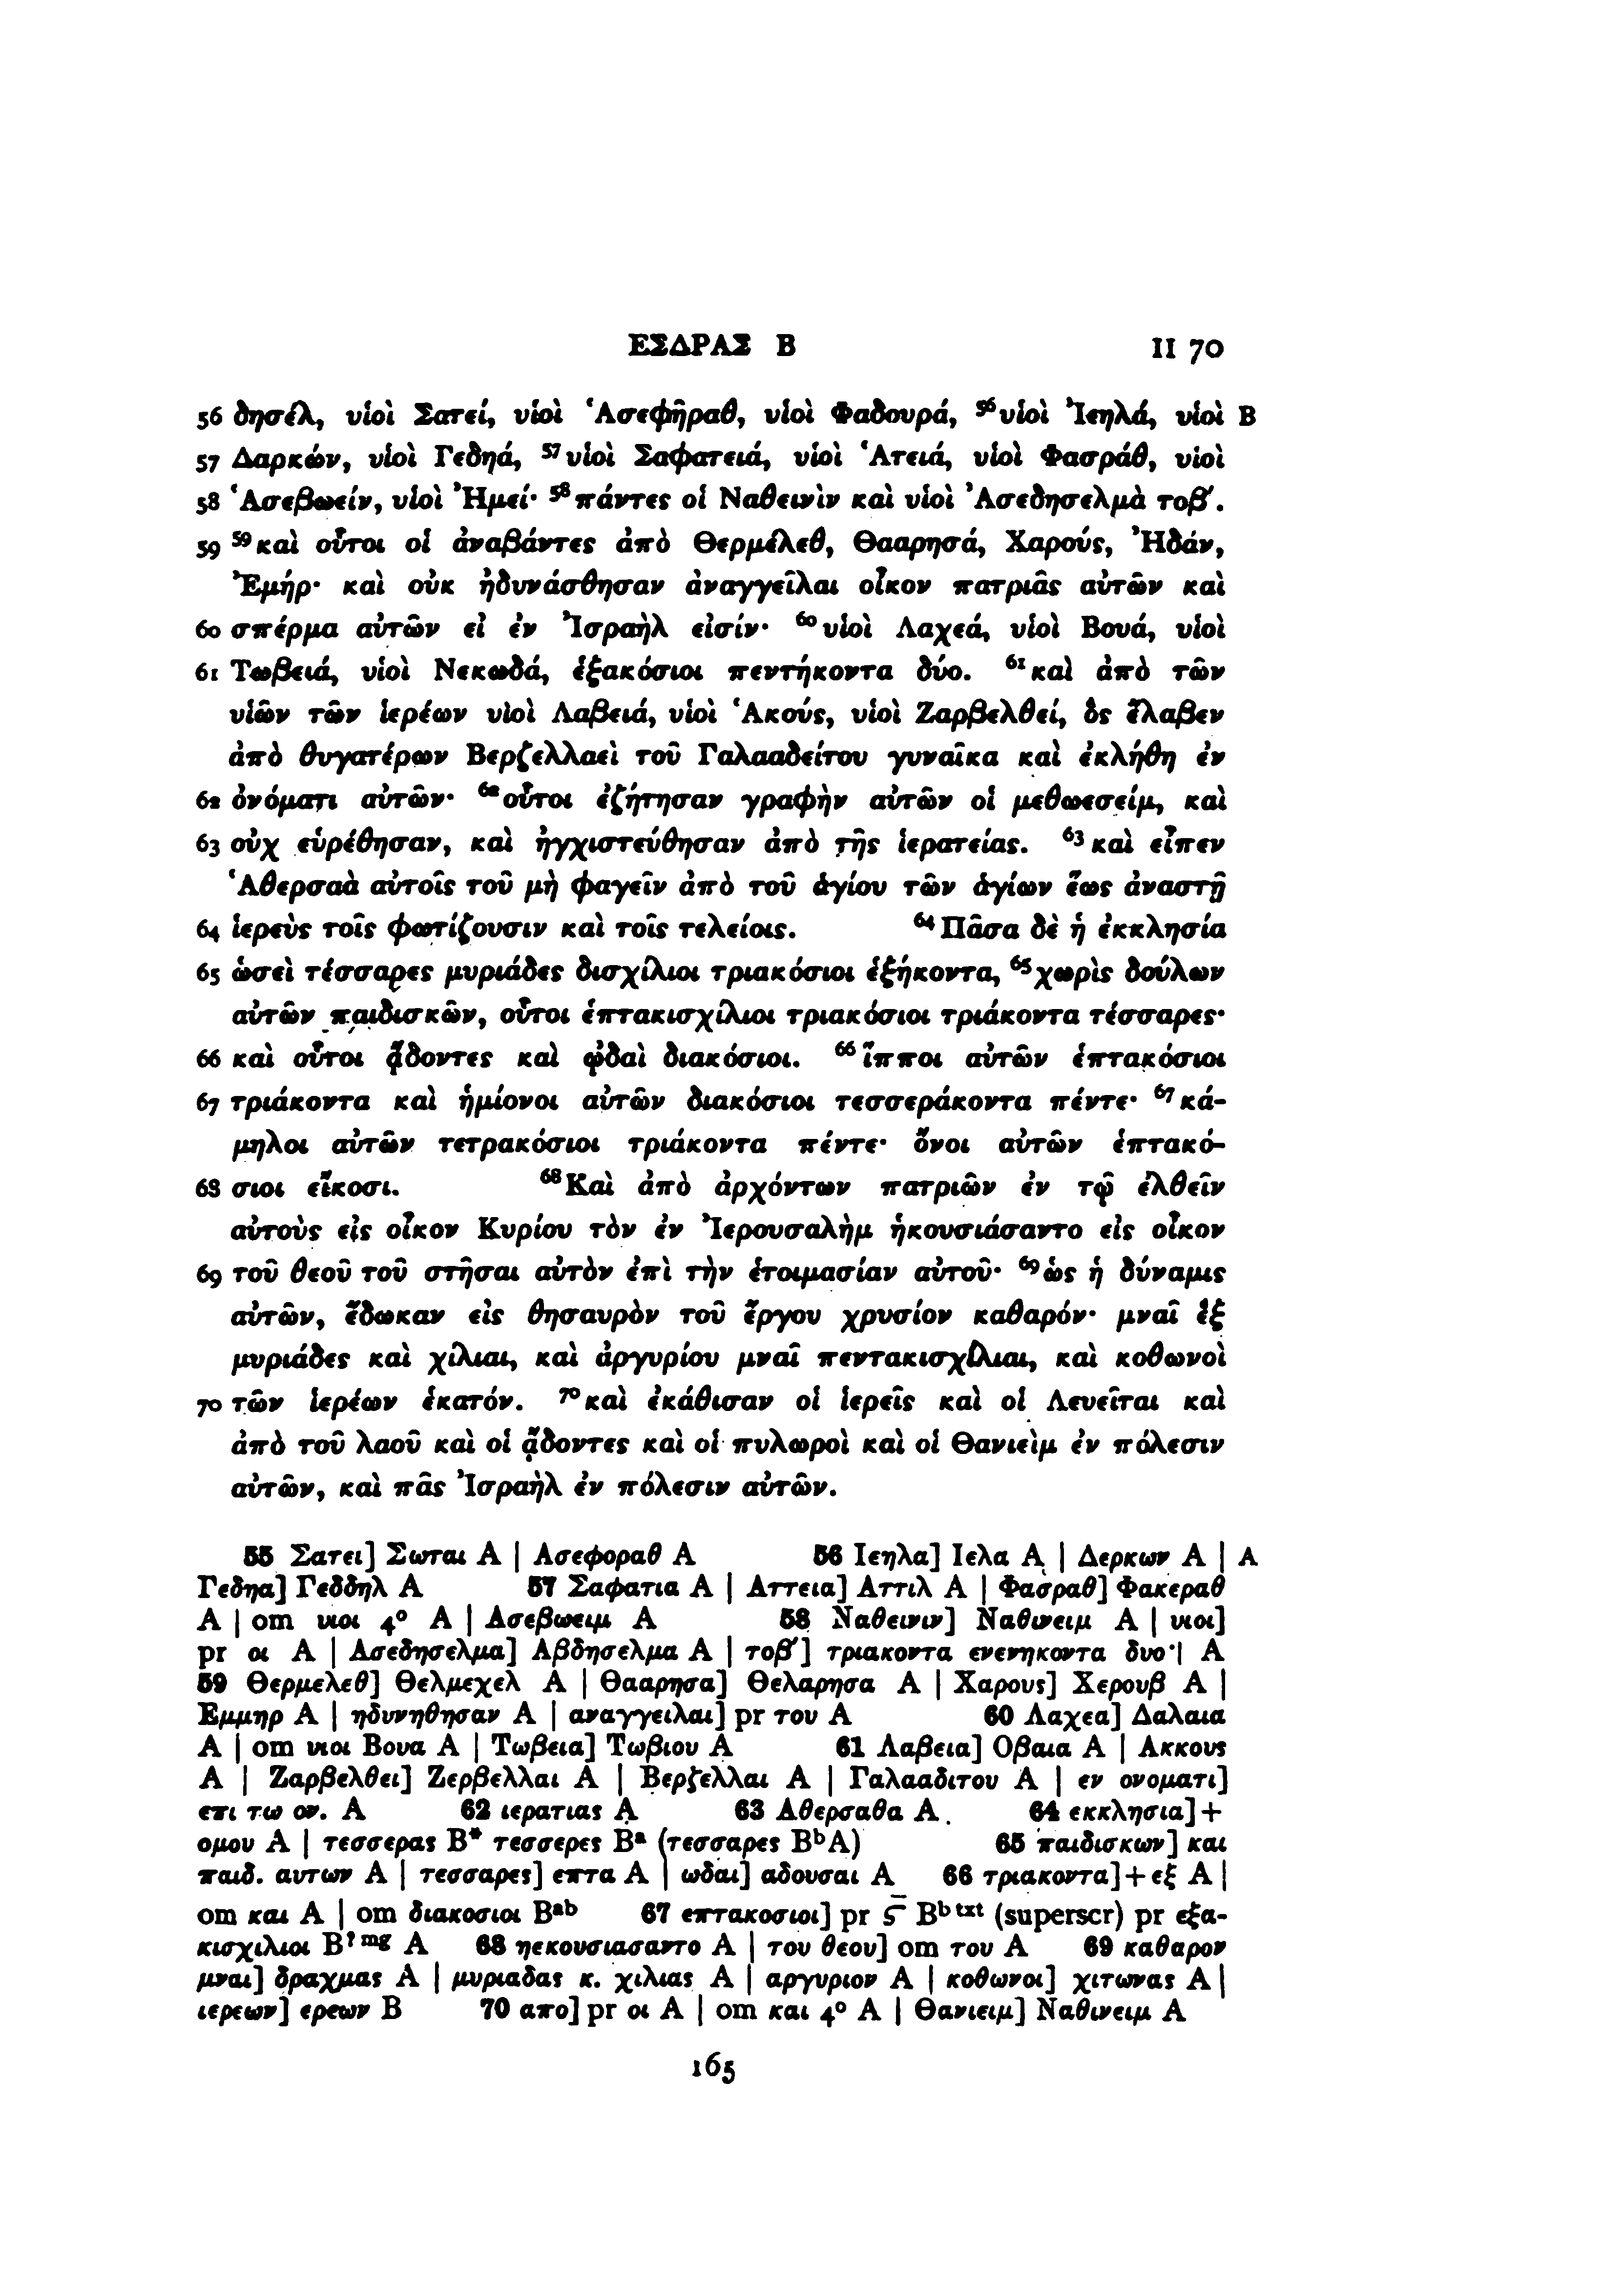 ΕΣΔΡΑΣ Β II 70
56 δησέλ, υἱοὶ Σατεί, υἱοὶ Ἁσεφῆραθ, υἱοὶ Φαδουρά, ⁵⁶υἱοὶ Ἰεηλά, υἱοὶ B
57 Δαρκών, υἱοὶ Γεδηά, ⁵⁷υἱοὶ Σαφατειά, υἱοὶ Ἁτειά, υἱοὶ Φασράθ, υἱοὶ
58 Ἁσεβωείν, υἱοὶ Ἠμεί· ⁵⁸πάντες οἱ Ναθεινὶν καὶ υἱοὶ Ἀσεδησελμὰ τοβ΄.
59 ⁵⁹καὶ οὗτοι οἱ ἀναβάντες ἀπὸ Θερμέλεθ, Θααρησά, Χαρούς, Ἠδάν,
Ἐμήρ· καὶ οὐκ ἠδυνάσθησαν ἀναγγεῖλαι οἶκον πατριᾶς αὐτῶν καὶ
60 σπέρμα αὐτῶν εἰ ἐν Ἰσραὴλ εἰσίν· ⁶⁰υἱοὶ Λαχεά, υἱοὶ Βουά, υἱοὶ
61 Τωβειά, υἱοὶ Νεκωδά, ἑξακόσιοι πεντήκοντα δύο. ⁶¹καὶ ἀπὸ τῶν
υἱῶν τῶν ἱερέων υἱοὶ Λαβειά, υἱοὶ Ἁκούς, υἱοὶ Ζαρβελθεί, ὃς ἔλαβεν
ἀπὸ θυγατέρων Βερζελλαεὶ τοῦ Γαλααδείτου γυναῖκα καὶ ἐκλήθη ἐν
62 ὀνόματι αὐτῶν· ⁶²οὗτοι ἐζήτησαν γραφὴν αὐτῶν οἱ μεθωεσείμ, καὶ
63 οὐχ εὑρέθησαν, καὶ ἠγχιστεύθησαν ἀπὸ τῆς ἱερατείας. ⁶³καὶ εἶπεν
Ἁθερσαὰ αὐτοῖς τοῦ μὴ φαγεῖν ἀπὸ τοῦ ἁγίου τῶν ἁγίων ἕως ἀναστῇ
64 ἱερεὺς τοῖς φωτίζουσιν καὶ τοῖς τελείοις. ⁶⁴Πᾶσα δὲ ἡ ἐκκλησία
65 ὡσεὶ τέσσαρες μυριάδες δισχίλιοι τριακόσιοι ἑξήκοντα, ⁶⁵χωρὶς δούλων
αὐτῶν παιδισκῶν, οὗτοι ἑπτακισχίλιοι τριακόσιοι τριάκοντα τέσσαρες·
66 καὶ οὗτοι ᾄδοντες καὶ ᾠδαὶ διακόσιοι. ⁶⁶ἵπποι αὐτῶν ἑπτακόσιοι
67 τριάκοντα καὶ ἡμίονοι αὐτῶν διακόσιοι τεσσεράκοντα πέντε· ⁶⁷κά-
μηλοι αὐτῶν τετρακόσιοι τριάκοντα πέντε· ὄνοι αὐτῶν ἑπτακό-
68 σιοι εἴκοσι. ⁶⁸Καὶ ἀπὸ ἀρχόντων πατριῶν ἐν τῷ ἐλθεῖν
αὐτοὺς εἰς οἶκον Κυρίου τὸν ἐν Ἰερουσαλὴμ ἡκουσιάσαντο εἰς οἶκον
69 τοῦ θεοῦ τοῦ στῆσαι αὐτὸν ἐπὶ τὴν ἑτοιμασίαν αὐτοῦ· ⁶⁹ὡς ἡ δύναμις
αὐτῶν, ἔδωκαν εἰς θησαυρὸν τοῦ ἔργου χρυσίον καθαρόν· μναῖ ἓξ
μυριάδες καὶ χίλιαι, καὶ ἀργυρίου μναῖ πεντακισχίλιαι, καὶ κοθωνοὶ
70 τῶν ἱερέων ἑκατόν. ⁷⁰καὶ ἐκάθισαν οἱ ἱερεῖς καὶ οἱ Λευεῖται καὶ
ἀπὸ τοῦ λαοῦ καὶ οἱ ᾄδοντες καὶ οἱ πυλωροὶ καὶ οἱ Θανιεὶμ ἐν πόλεσιν
αὐτῶν, καὶ πᾶς Ἰσραὴλ ἐν πόλεσιν αὐτῶν.
55 Σατει] Σωται A | Ασεφοραθ A 56 Ιεηλα] Ιελα A | Δερκων A | A
Γεδηα] Γεδδηλ A 57 Σαφατια A | Αττεια] Αττιλ A | Φασραθ] Φακεραθ
A | om υιοι 4° A | Ασεβωειμ A 58 Ναθεινιν] Ναθινειμ A | υιοι]
pr οι A | Ασεδησελμα] Αβδησελμα A | τοβ΄] τριακοντα ενενηκοντα δυο | A
59 Θερμελεθ] Θελμεχελ A | Θααρησα] Θελαρησα A | Χαρους] Χερουβ A |
Εμμηρ A | ηδυνηθησαν A | αναγγειλαι] pr του A 60 Λαχεα] Δαλαια
A | om υιοι Βουα A | Τωβεια] Τωβιου A 61 Λαβεια] Οβαια A | Ακκους
A | Ζαρβελθει] Ζερβελλαι A | Βερζελλαι A | Γαλααδιτου A | εν ονοματι]
επι τω ον. A 62 ιερατιας A 63 Αθερσαθα A. 64 εκκλησια]+
ομου A | τεσσερας B* τεσσερες Bᵃ (τεσσαρες BᵇA) 65 παιδισκων] και
παιδ. αυτων A | τεσσαρες] επτα A | ωδαι] αδουσαι A 66 τριακοντα]+εξ A |
om και A | om διακοσιοι Bᵃᵇ 67 επτακοσιοι] pr ϛ̅ Bᵇ ᵗˣᵗ (superscr) pr εξα-
κισχιλιοι B? ᵐᵍ A 68 ηεκουσιασαντο A | του θεου] om του A 69 καθαρον
μναι] δραχμας A | μυριαδας κ. χιλιας A | αργυριον A | κοθωνοι] χιτωνας A |
ιερεων] ερεων B 70 απο] pr οι A | om και 4° A | Θανιειμ] Ναθινειμ A
165